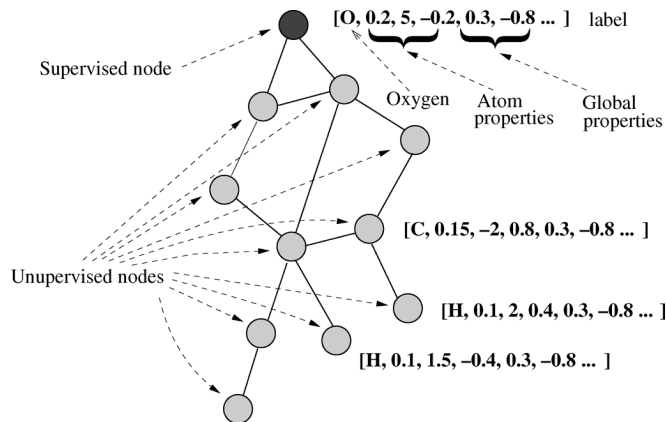 [O, 0.2, 5, –0.2, 0.3, –0.8 ... ] label
Supervised node
Oxygen
Atom
properties
Global
properties
[C, 0.15, –2, 0.8, 0.3, –0.8 ... ]
Unupervised nodes
[H, 0.1, 2, 0.4, 0.3, –0.8 ... ]
[H, 0.1, 1.5, –0.4, 0.3, –0.8 ... ]